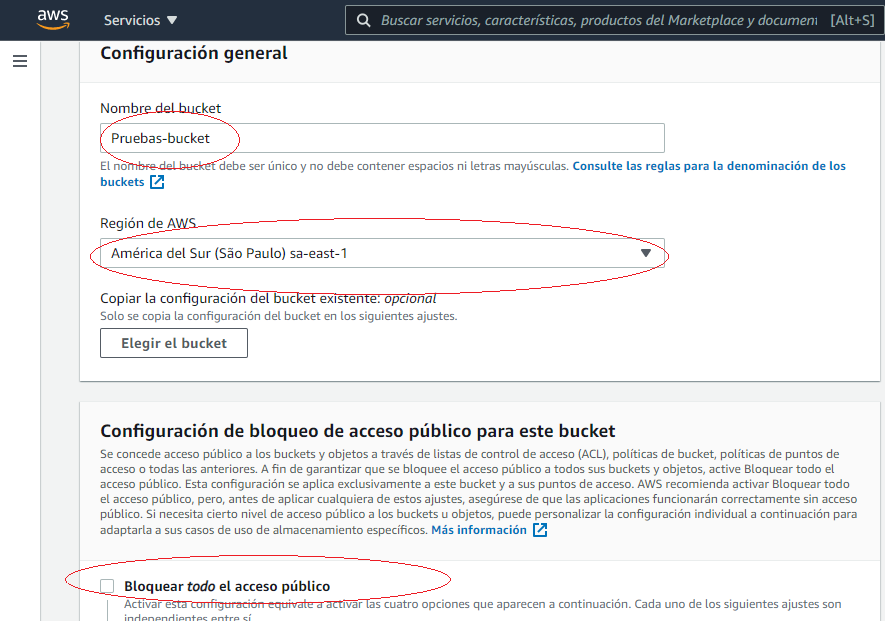 aws
Servicios
Buscar servicios, características, productos del Marketplace y documen
[Alt+S]
Configuración general
Nombre del bucket
Pruebas-bucket
El nombre del bucket debe ser único y no debe contener espacios ni letras mayúsculas. Consulte las reglas para la denominación de los
buckets
Región de AWS
América del Sur (São Paulo) sa-east-1
Copiar la configuración del bucket existente: opcional
Solo se copia la configuración del bucket en los siguientes ajustes.
Elegir el bucket
Configuración de bloqueo de acceso público para este bucket
Se concede acceso público a los buckets y objetos a través de listas de control de acceso (ACL), políticas de bucket, políticas de puntos de
acceso o todas las anteriores. A fin de garantizar que se bloquee el acceso público a todos sus buckets y objetos, active Bloquear todo el
acceso público. Esta configuración se aplica exclusivamente a este bucket y a sus puntos de acceso. AWS recomienda activar Bloquear todo
el acceso público, pero, antes de aplicar cualquiera de estos ajustes, asegúrese de que las aplicaciones funcionarán correctamente sin acceso
público. Si necesita cierto nivel de acceso público a los buckets u objetos, puede personalizar la configuración individual a continuación para
adaptarla a sus casos de uso de almacenamiento específicos. Más información
Bloquear todo el acceso público
Activar esta configuración equivale a activar las cuatro opciones que aparecen a continuación. Cada uno de los siguientes ajustes son
independientes entre sí.